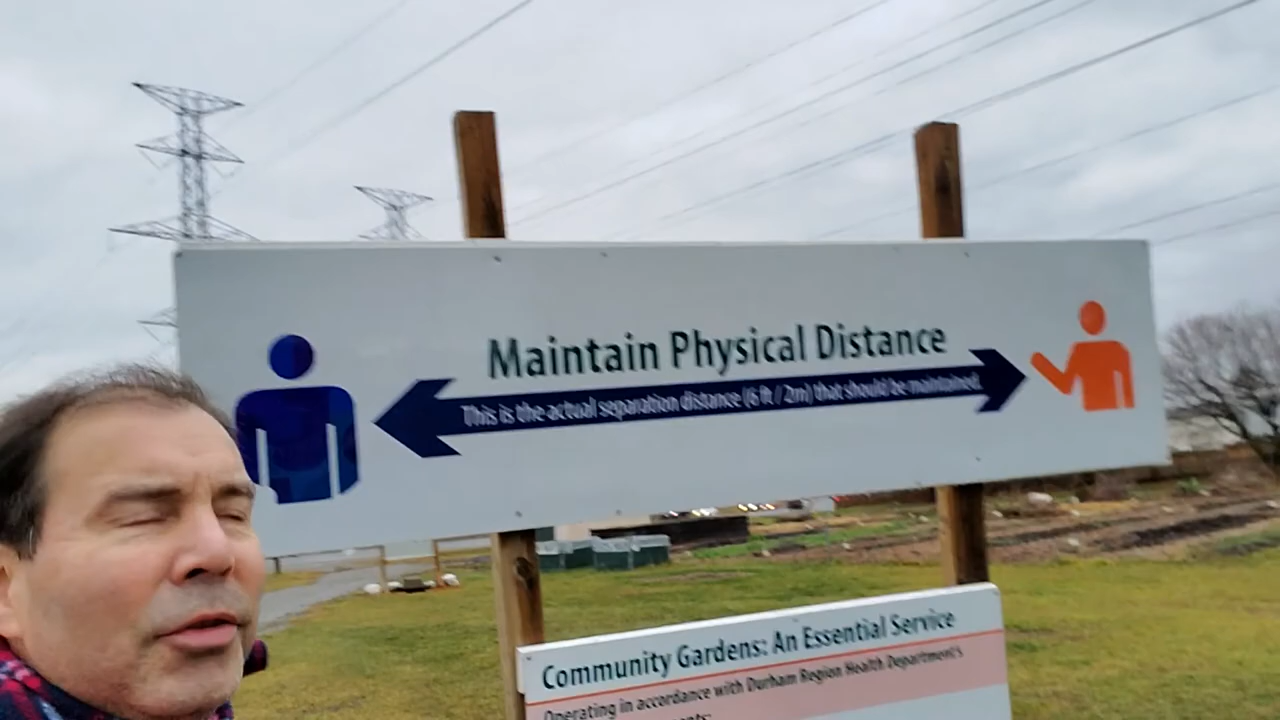 Maintain Physical Distance
This is the actual separation distance (6 ft / 2m) that should be maintained.
Community Gardens: An Essential Service
Operating in accordance with Durham Region Health Department's